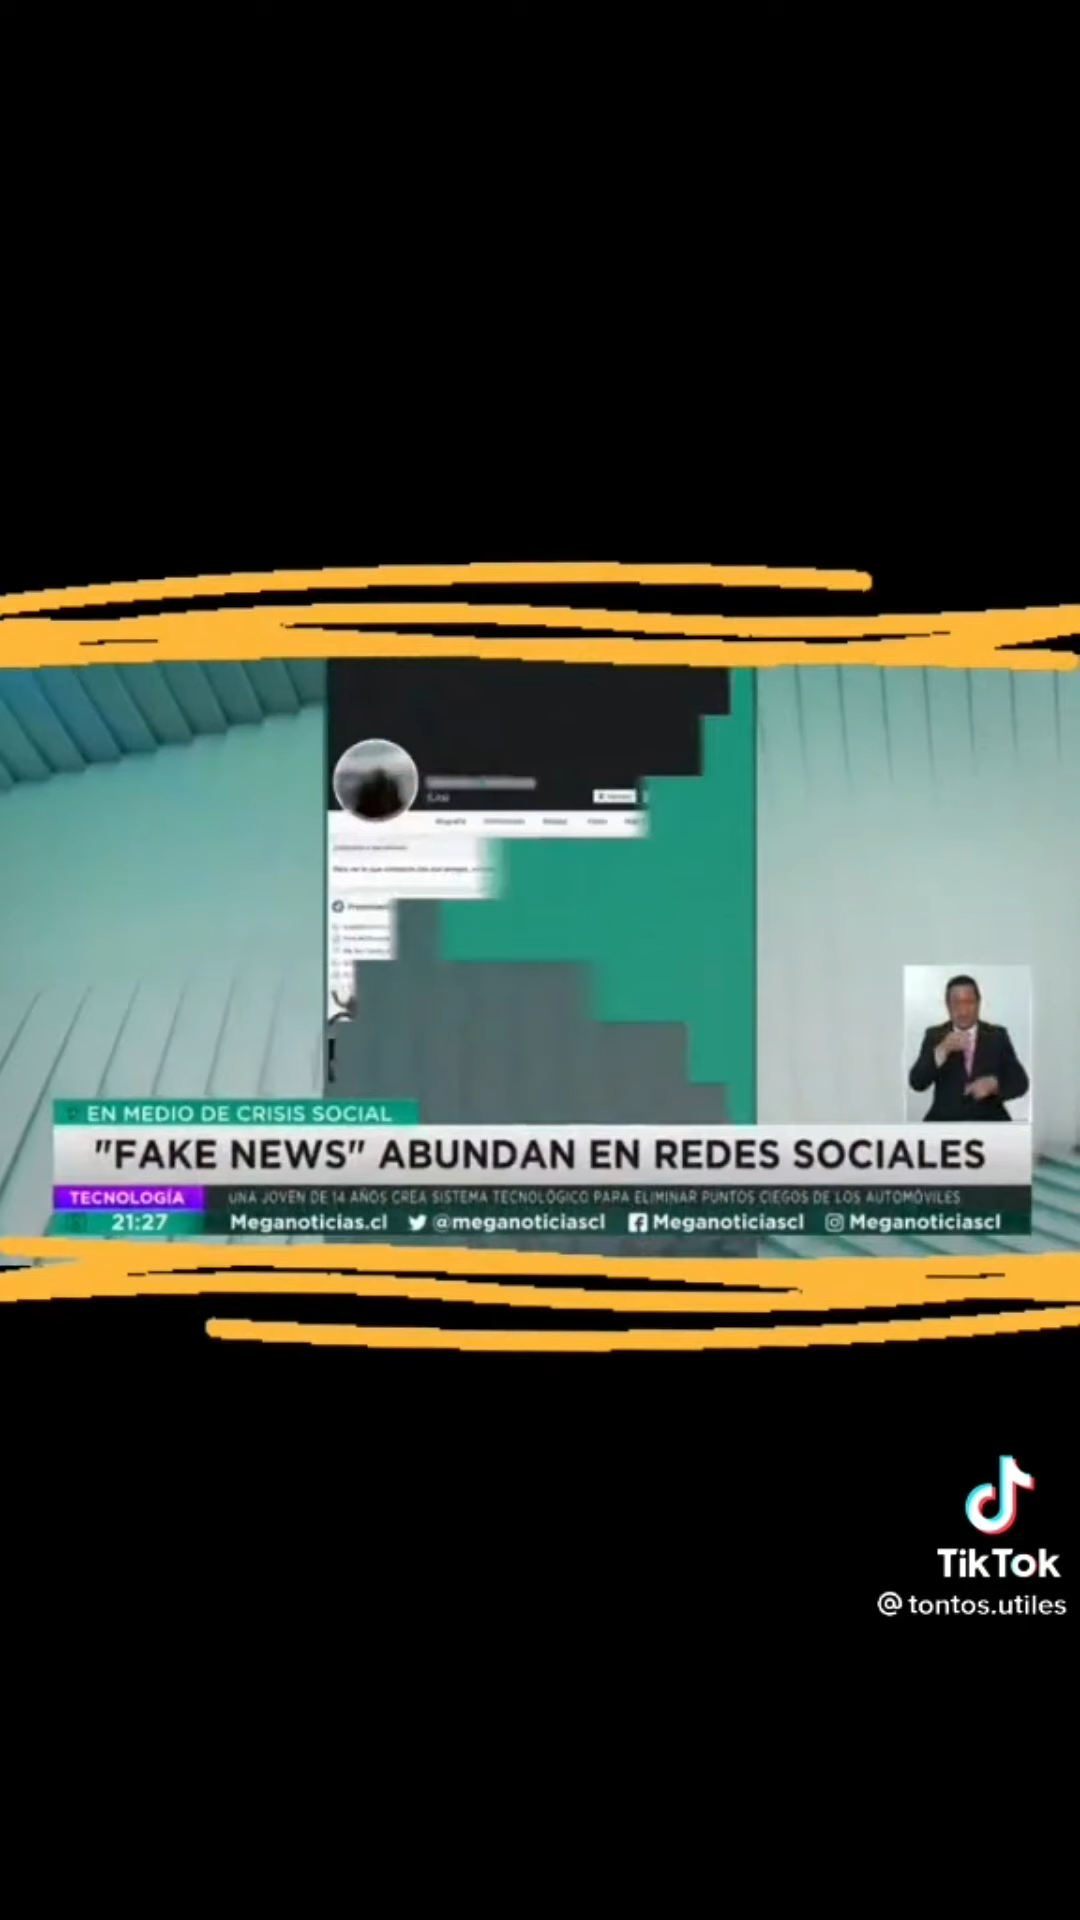 EN MEDIO DE CRISIS SOCIAL
"FAKE NEWS" ABUNDAN EN REDES SOCIALES
TECNOLOGÍA
UNA JOVEN DE 14 AÑOS CREA SISTEMA TECNOLÓGICO PARA ELIMINAR PUNTOS CIEGOS DE LOS AUTOMÓVILES
21:27
Meganoticias.cl @meganoticiascl Meganoticiascl Meganoticiascl
TikTok
@tontos.utiles